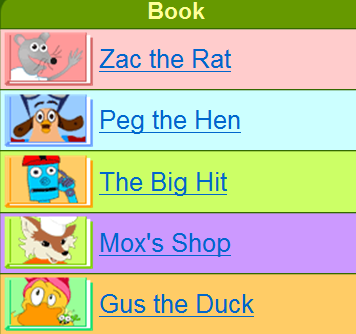 Book
Zac the Rat
Peg the Hen
The Big Hit
Mox's Shop
Gus the Duck